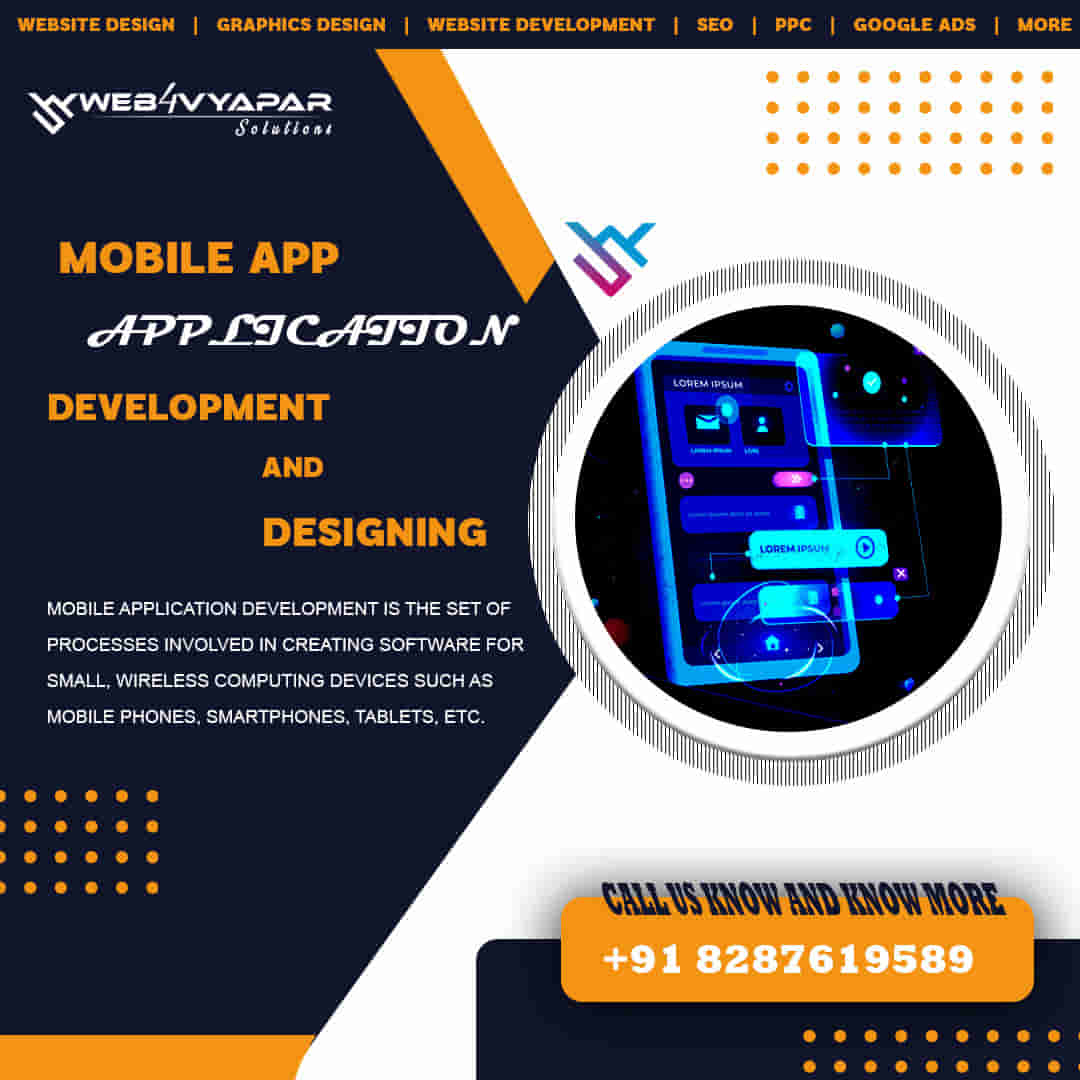 WEBSITE DESIGN | GRAPHICS DESIGN | WEBSITE DEVELOPMENT | SEO | PPC | GOOGLE ADS | MORE
WEB4VYAPAR
Solutions
MOBILE APP
APPLICATION
DEVELOPMENT
AND
DESIGNING
MOBILE APPLICATION DEVELOPMENT IS THE SET OF
PROCESSES INVOLVED IN CREATING SOFTWARE FOR
SMALL, WIRELESS COMPUTING DEVICES SUCH AS
MOBILE PHONES, SMARTPHONES, TABLETS, ETC.
LOREM IPSUM
LOREM IPSUM
LOREM IPSUM
CALL US KNOW AND KNOW MORE
+91 8287619589